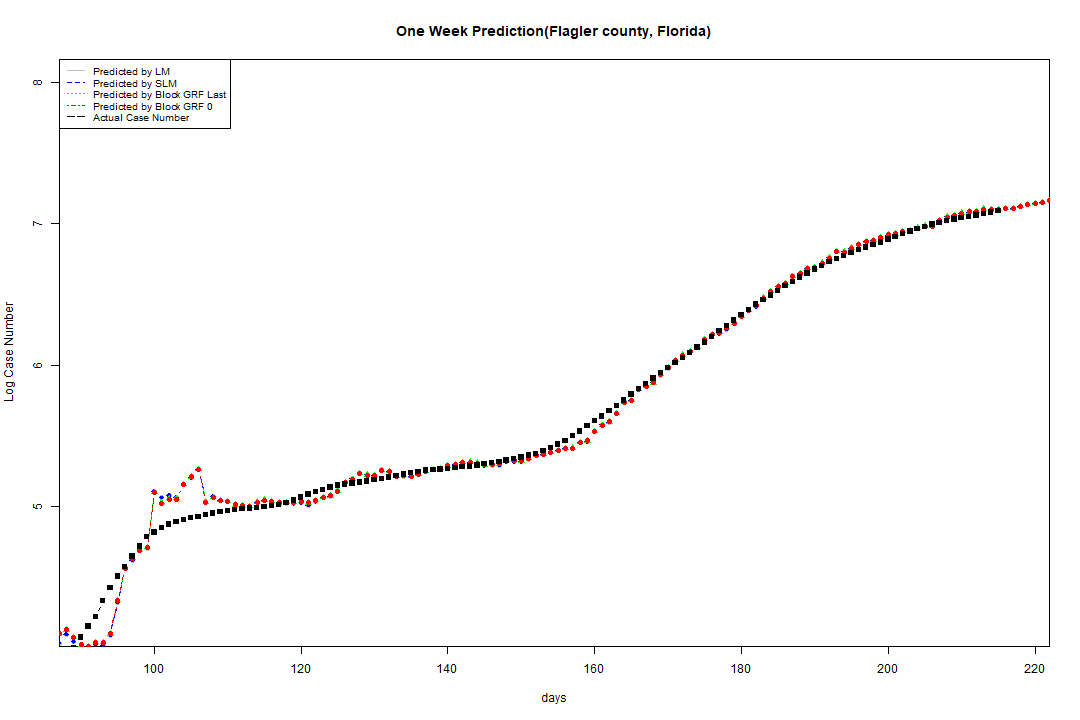 One Week Prediction(Flagler county, Florida)
Predicted by LM
Predicted by SLM
Predicted by Block GRF Last
Predicted by Block GRF 0
Actual Case Number
8
7
6
5
Log Case Number
100 120 140 160 180 200 220
days